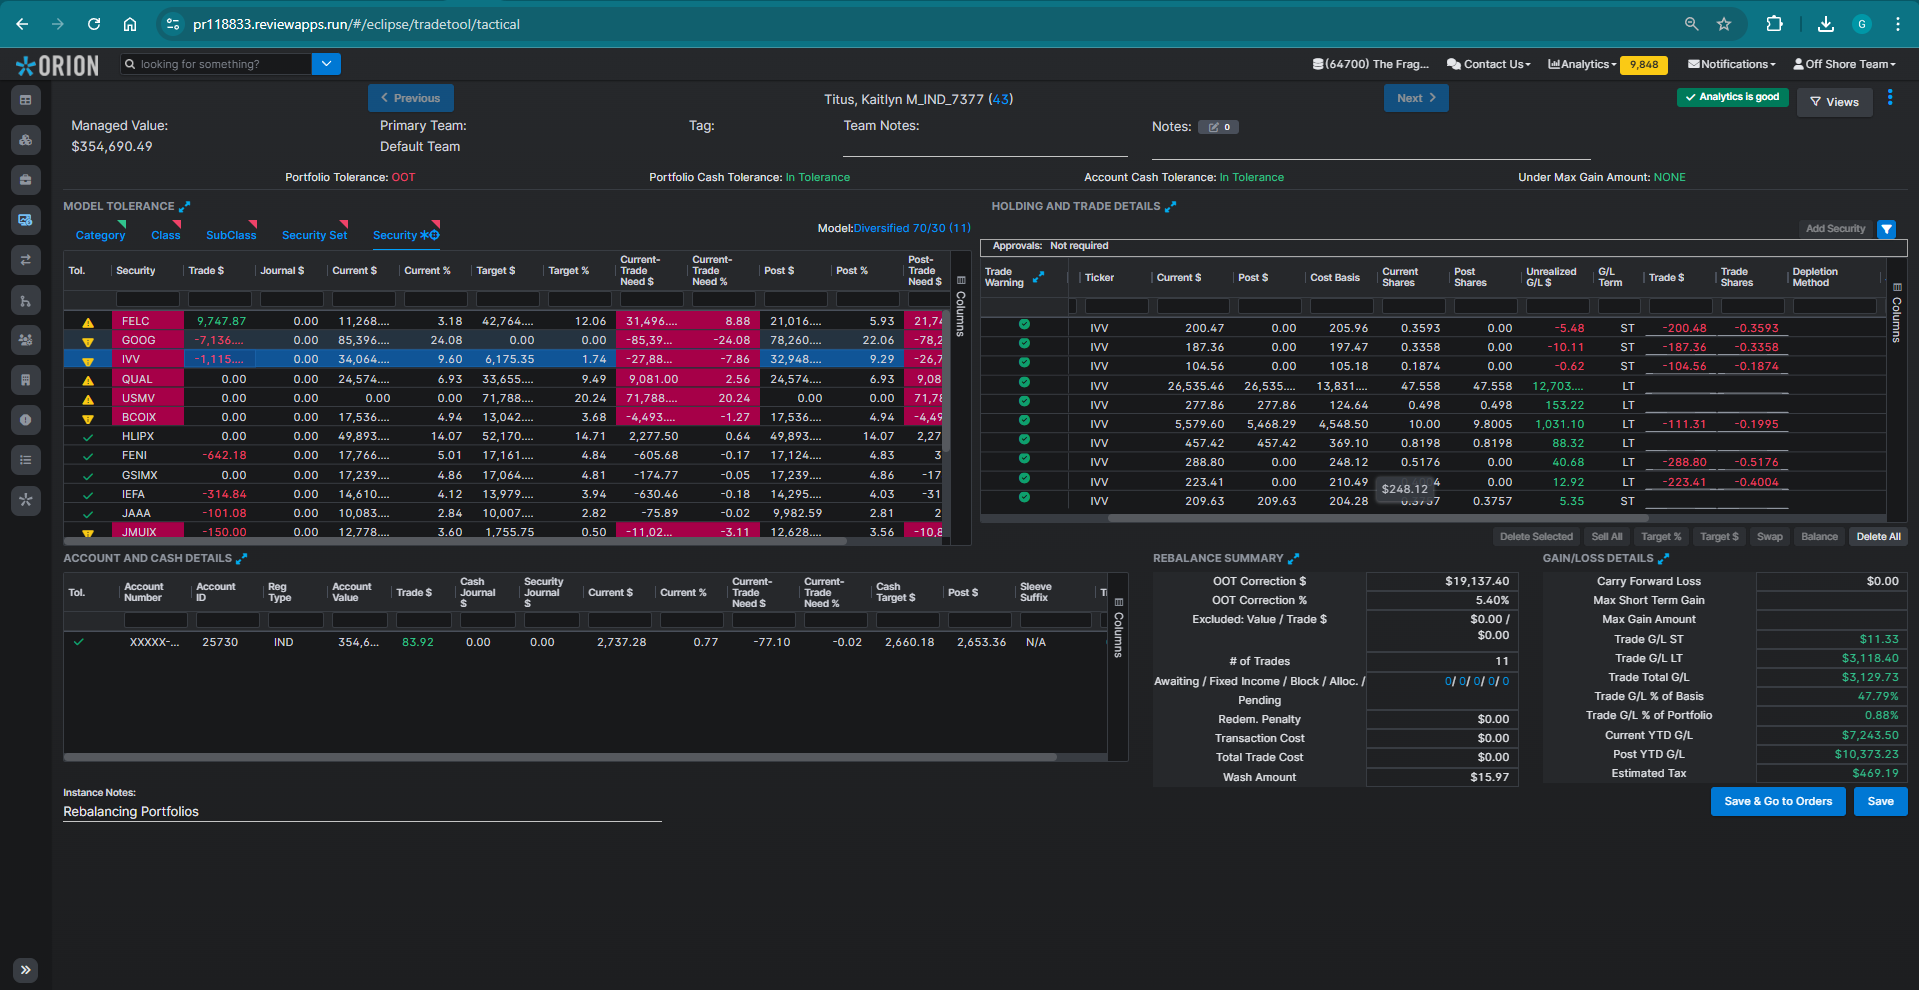 pr118833.reviewapps.run/#/eclipse/tradetool/tactical G
ORION looking for something? (64700) The Frag... Contact Us Analytics 9,848 Notifications Off Shore Team
Previous Titus, Kaitlyn M_IND_7377 (43) Next Analytics is good Views
Managed Value: Primary Team: Tag: Team Notes: Notes: 0
$354,690.49 Default Team
Portfolio Tolerance: OOT Portfolio Cash Tolerance: In Tolerance Account Cash Tolerance: In Tolerance Under Max Gain Amount: NONE
MODEL TOLERANCE
Category Class SubClass Security Set Security Model:Diversified 70/30 (11)
Tol. Security Trade $ Journal $ Current $ Current % Target $ Target % Current-Trade Need $ Current-Trade Need % Post $ Post % Post-Trade Need $
Columns
FELC 9,747.87 0.00 11,268.... 3.18 42,764.... 12.06 31,496.... 8.88 21,016.... 5.93 21,74
GOOG -7,136.... 0.00 85,396.... 24.08 0.00 0.00 -85,39... -24.08 78,260.... 22.06 -78,2
IVV -1,115.... 0.00 34,064.... 9.60 6,175.35 1.74 -27,88... -7.86 32,948.... 9.29 -26,7
QUAL 0.00 0.00 24,574.... 6.93 33,655.... 9.49 9,081.00 2.56 24,574.... 6.93 9,08
USMV 0.00 0.00 0.00 0.00 71,788.... 20.24 71,788.... 20.24 0.00 0.00 71,78
BCOIX 0.00 0.00 17,536.... 4.94 13,042.... 3.68 -4,493.... -1.27 17,536.... 4.94 -4,49
HLIPX 0.00 0.00 49,893.... 14.07 52,170.... 14.71 2,277.50 0.64 49,893.... 14.07 2,27
FENI -642.18 0.00 17,766.... 5.01 17,161.... 4.84 -605.68 -0.17 17,124.... 4.83 3
GSIMX 0.00 0.00 17,239.... 4.86 17,064.... 4.81 -174.77 -0.05 17,239.... 4.86 -17
IEFA -314.84 0.00 14,610.... 4.12 13,979.... 3.94 -630.46 -0.18 14,295.... 4.03 -31
JAAA -101.08 0.00 10,083.... 2.84 10,007.... 2.82 -75.89 -0.02 9,982.59 2.81 2
JMUIX -150.00 0.00 12,778.... 3.60 1,755.75 0.50 -11,02... -3.11 12,628.... 3.56 -10,8
HOLDING AND TRADE DETAILS
Add Security
Approvals: Not required
Trade Warning Ticker Current $ Post $ Cost Basis Current Shares Post Shares Unrealized G/L $ G/L Term Trade $ Trade Shares Depletion Method
Columns
IVV 200.47 0.00 205.96 0.3593 0.00 -5.48 ST -200.48 -0.3593
IVV 187.36 0.00 197.47 0.3358 0.00 -10.11 ST -187.36 -0.3358
IVV 104.56 0.00 105.18 0.1874 0.00 -0.62 ST -104.56 -0.1874
IVV 26,535.46 26,535.... 13,831.... 47.558 47.558 12,703.... LT
IVV 277.86 277.86 124.64 0.498 0.498 153.22 LT
IVV 5,579.60 5,468.29 4,548.50 10.00 9.8005 1,031.10 LT -111.31 -0.1995
IVV 457.42 457.42 369.10 0.8198 0.8198 88.32 LT
IVV 288.80 0.00 248.12 0.5176 0.00 40.68 LT -288.80 -0.5176
IVV 223.41 0.00 210.49 0.00 12.92 LT -223.41 -0.4004
$248.12
IVV 209.63 209.63 204.28 0.3757 0.3757 5.35 ST
Delete Selected Sell All Target % Target $ Swap Balance Delete All
ACCOUNT AND CASH DETAILS
Tol. Account Number Account ID Reg Type Account Value Trade $ Cash Journal $ Security Journal $ Current $ Current % Current-Trade Need $ Current-Trade Need % Cash Target $ Post $ Sleeve Suffix
Columns
XXXXX-... 25730 IND 354,6... 83.92 0.00 0.00 2,737.28 0.77 -77.10 -0.02 2,660.18 2,653.36 N/A
REBALANCE SUMMARY
OOT Correction $ $19,137.40
OOT Correction % 5.40%
Excluded: Value / Trade $ $0.00 /
$0.00
# of Trades 11
Awaiting / Fixed Income / Block / Alloc. / 0/ 0/ 0/ 0/ 0
Pending
Redem. Penalty $0.00
Transaction Cost $0.00
Total Trade Cost $0.00
Wash Amount $15.97
GAIN/LOSS DETAILS
Carry Forward Loss $0.00
Max Short Term Gain
Max Gain Amount
Trade G/L ST $11.33
Trade G/L LT $3,118.40
Trade Total G/L $3,129.73
Trade G/L % of Basis 47.79%
Trade G/L % of Portfolio 0.88%
Current YTD G/L $7,243.50
Post YTD G/L $10,373.23
Estimated Tax $469.19
Instance Notes:
Rebalancing Portfolios
Save & Go to Orders Save